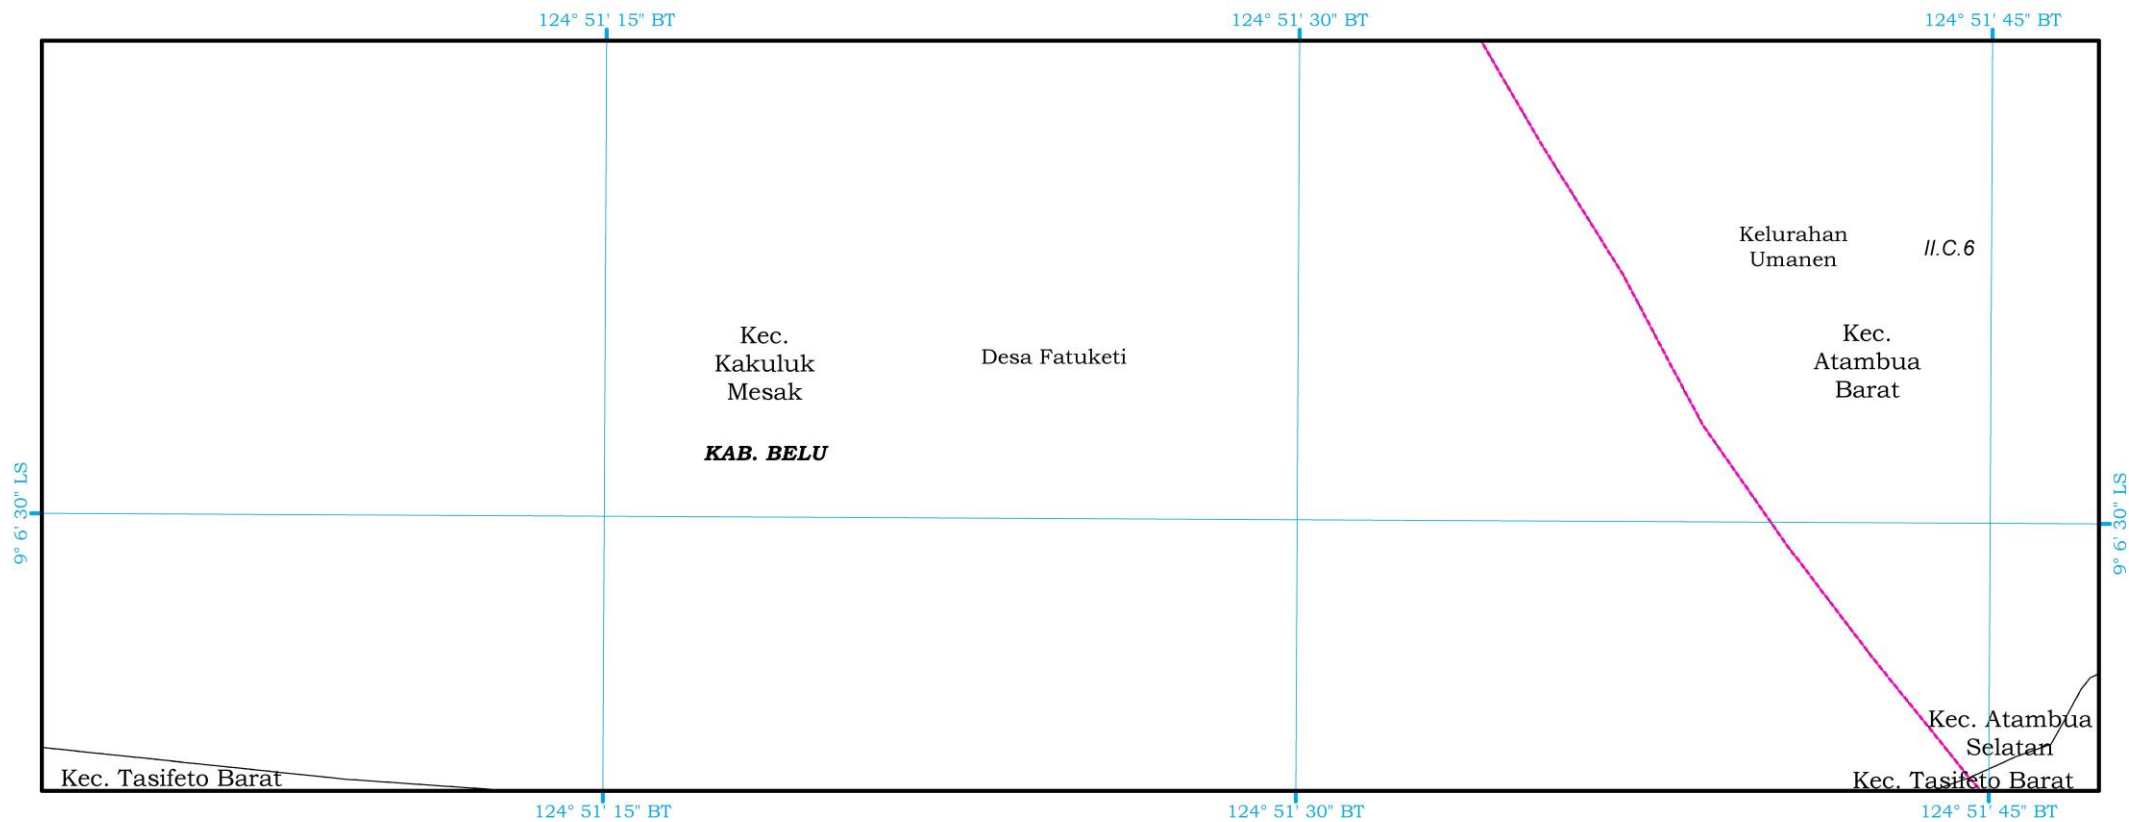 124° 51' 15" BT
124° 51' 30" BT
124° 51' 45" BT
Kelurahan
Umanen
II.C.6
Kec.
Kakuluk
Mesak
Desa Fatuketi
Kec.
Atambua
Barat
KAB. BELU
9° 6' 30" LS
9° 6' 30" LS
Kec. Atambua
Selatan
Kec. Tasifeto Barat
Kec. Tasifeto Barat
124° 51' 15" BT
124° 51' 30" BT
124° 51' 45" BT